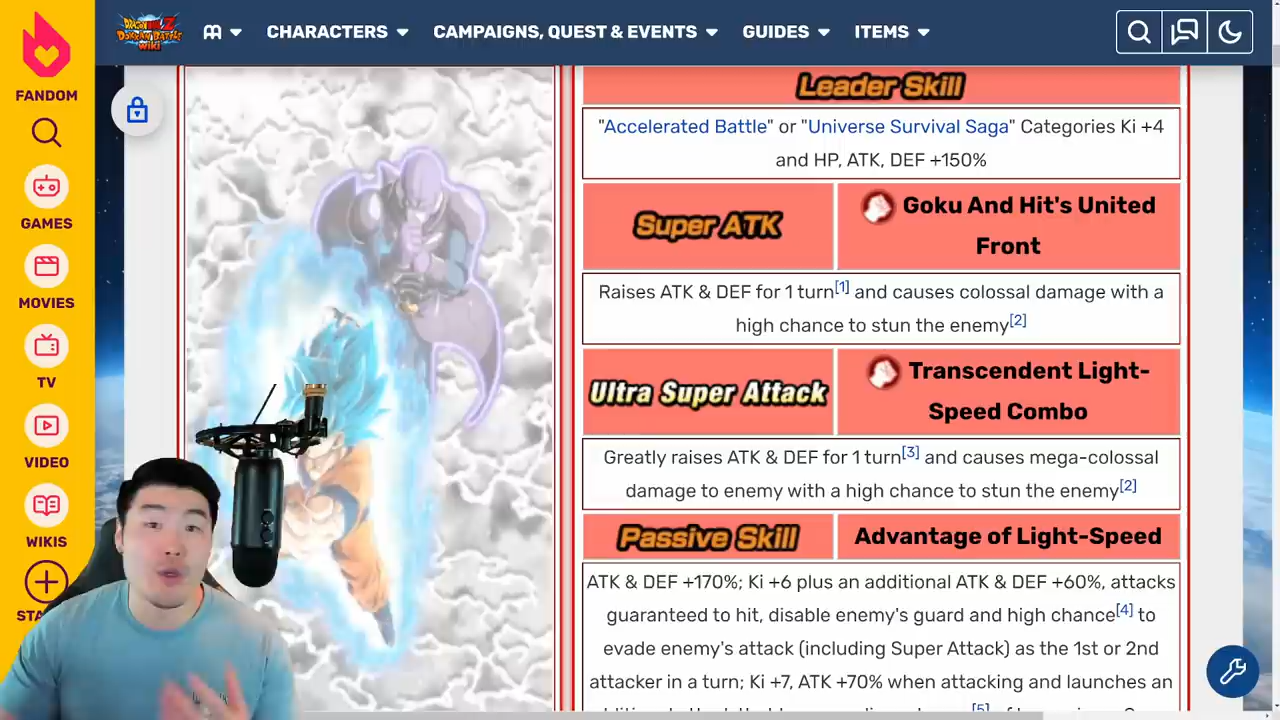 DRAGON BALL Z
DOKKAN BATTLE
WIKI
CHARACTERS
CAMPAIGNS, QUEST & EVENTS
GUIDES
ITEMS
FANDOM
GAMES
MOVIES
TV
VIDEO
WIKIS
Leader Skill
"Accelerated Battle" or "Universe Survival Saga" Categories Ki +4
and HP, ATK, DEF +150%
Super ATK
Goku And Hit's United
Front
Raises ATK & DEF for 1 turn[1] and causes colossal damage with a
high chance to stun the enemy[2]
Ultra Super Attack
Transcendent Light-
Speed Combo
Greatly raises ATK & DEF for 1 turn[3] and causes mega-colossal
damage to enemy with a high chance to stun the enemy[2]
Passive Skill
Advantage of Light-Speed
ATK & DEF +170%; Ki +6 plus an additional ATK & DEF +60%, attacks
guaranteed to hit, disable enemy's guard and high chance[4] to
evade enemy's attack (including Super Attack) as the 1st or 2nd
attacker in a turn; Ki +7, ATK +70% when attacking and launches an